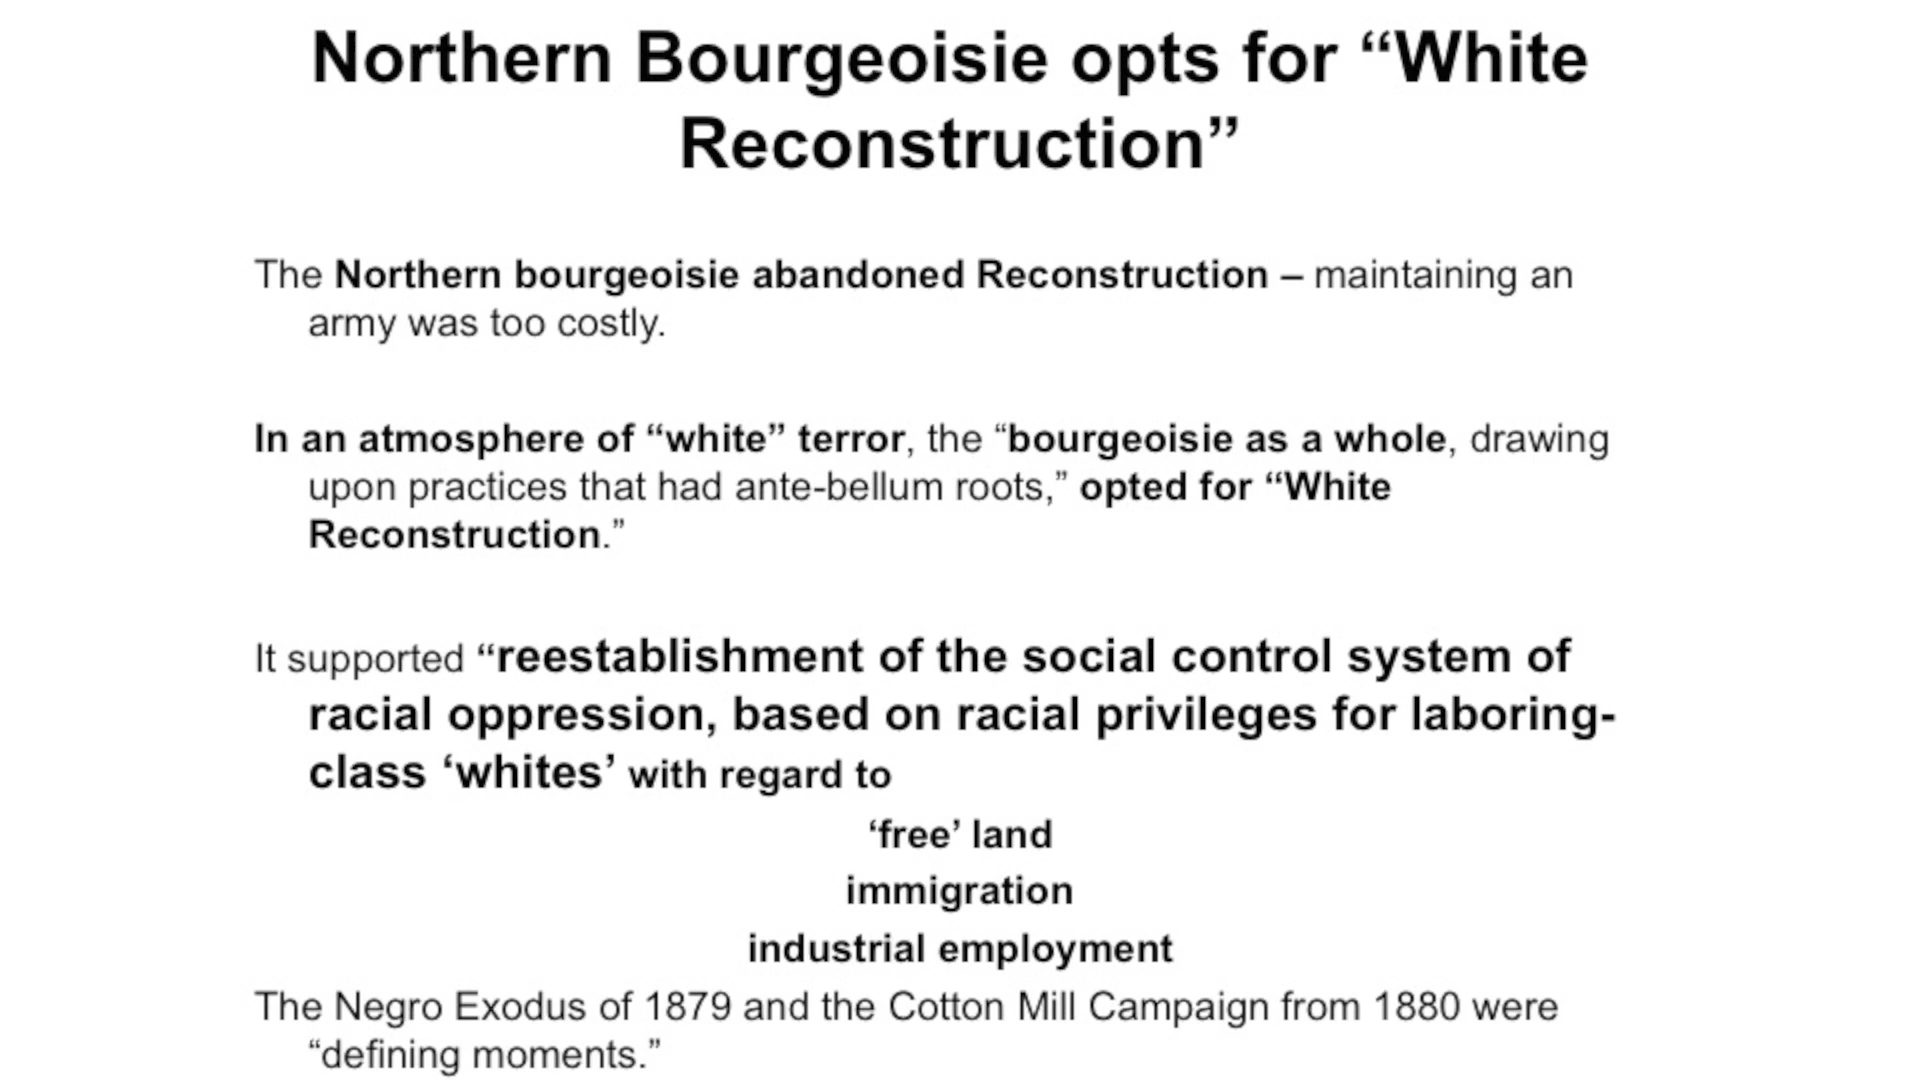 Northern Bourgeoisie opts for “White
Reconstruction”
The Northern bourgeoisie abandoned Reconstruction – maintaining an
army was too costly.
In an atmosphere of “white” terror, the “bourgeoisie as a whole, drawing
upon practices that had ante-bellum roots,” opted for “White
Reconstruction.”
It supported “reestablishment of the social control system of
racial oppression, based on racial privileges for laboring-
class ‘whites’ with regard to
‘free’ land
immigration
industrial employment
The Negro Exodus of 1879 and the Cotton Mill Campaign from 1880 were
“defining moments.”